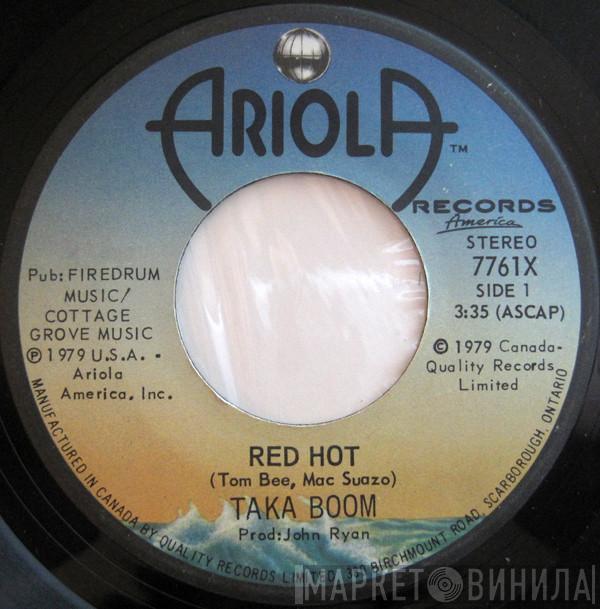 ARIOLA™
RECORDS
America
STEREO
7761X
SIDE 1
3:35 (ASCAP)
Pub: FIREDRUM
MUSIC/
COTTAGE
GROVE MUSIC
Ⓟ 1979 U.S.A. -
Ariola
America, Inc.
© 1979 Canada-
Quality Records
Limited
RED HOT
(Tom Bee, Mac Suazo)
TAKA BOOM
Prod: John Ryan
MANUFACTURED IN CANADA BY QUALITY RECORDS LIMITED, 380 BIRCHMOUNT ROAD, SCARBOROUGH, ONTARIO
МАРКЕТ ВИНИЛА